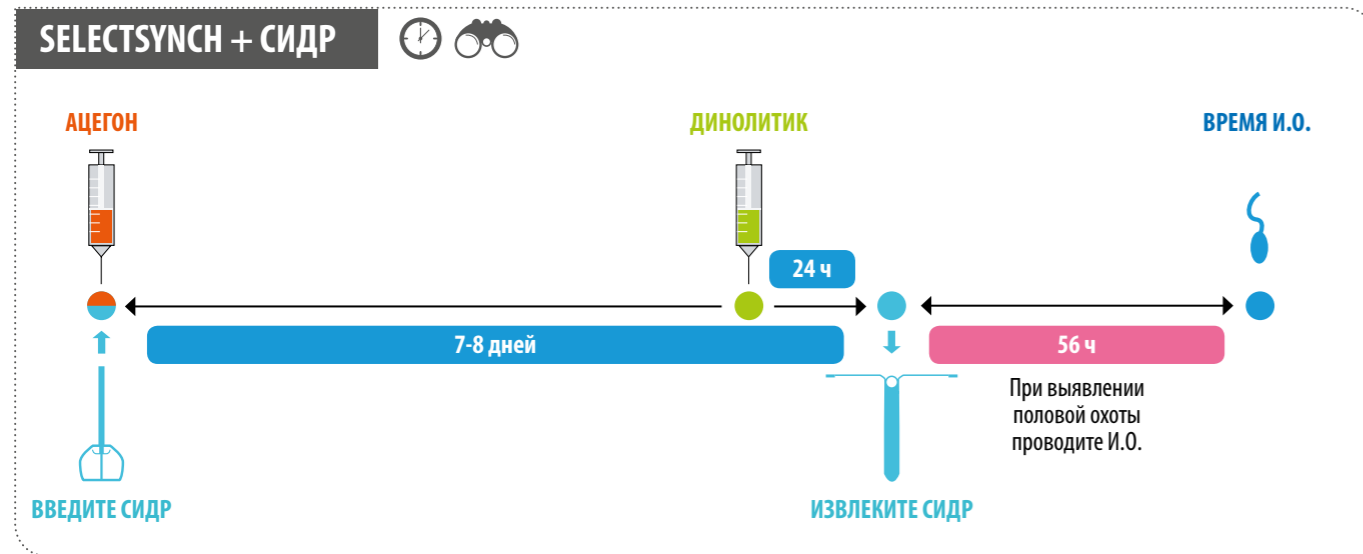 SELECTSYNCH + СИДР
АЦЕГОН
ДИНОЛИТИК
ВРЕМЯ И.О.
24 ч
7-8 дней
56 ч
При выявлении
половой охоты
проводите И.О.
ВВЕДИТЕ СИДР
ИЗВЛЕКИТЕ СИДР